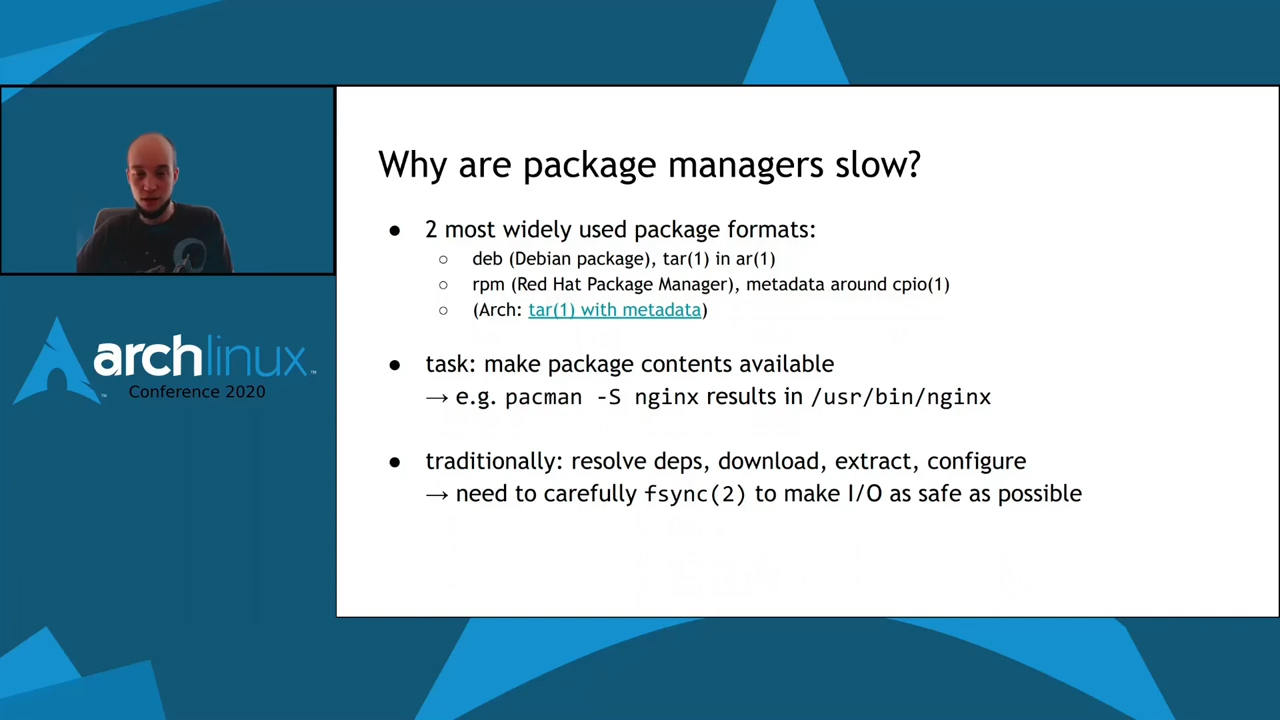 Why are package managers slow?
● 2 most widely used package formats:
○ deb (Debian package), tar(1) in ar(1)
○ rpm (Red Hat Package Manager), metadata around cpio(1)
○ (Arch: tar(1) with metadata)
● task: make package contents available
→ e.g. pacman -S nginx results in /usr/bin/nginx
● traditionally: resolve deps, download, extract, configure
→ need to carefully fsync(2) to make I/O as safe as possible
archlinux™
Conference 2020